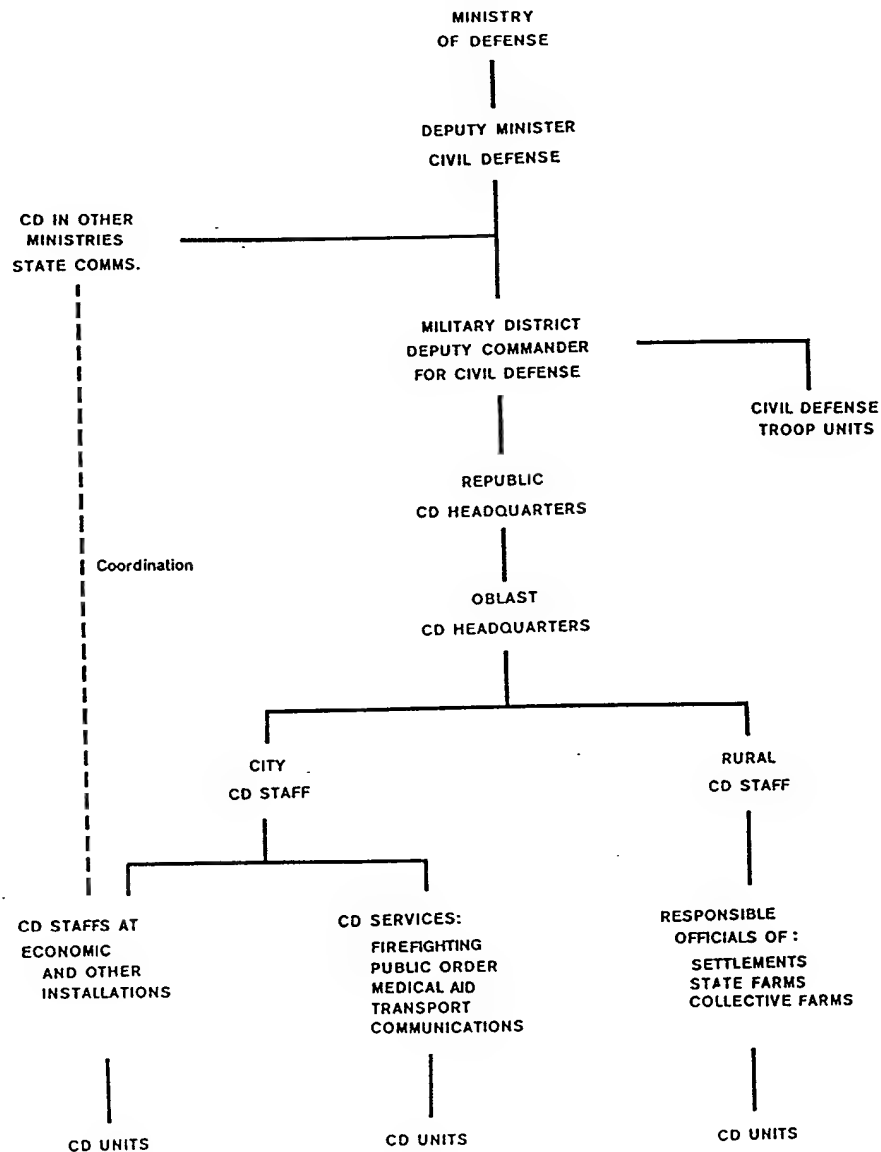 MINISTRY
OF DEFENSE
DEPUTY MINISTER
CIVIL DEFENSE
CD IN OTHER
MINISTRIES
STATE COMMS.
MILITARY DISTRICT
DEPUTY COMMANDER
FOR CIVIL DEFENSE
CIVIL DEFENSE
TROOP UNITS
REPUBLIC
CD HEADQUARTERS
Coordination
OBLAST
CD HEADQUARTERS
CITY
CD STAFF
RURAL
CD STAFF
CD STAFFS AT
ECONOMIC
AND OTHER
INSTALLATIONS
CD SERVICES:
FIREFIGHTING
PUBLIC ORDER
MEDICAL AID
TRANSPORT
COMMUNICATIONS
RESPONSIBLE
OFFICIALS OF :
SETTLEMENTS
STATE FARMS
COLLECTIVE FARMS
CD UNITS
CD UNITS
CD UNITS